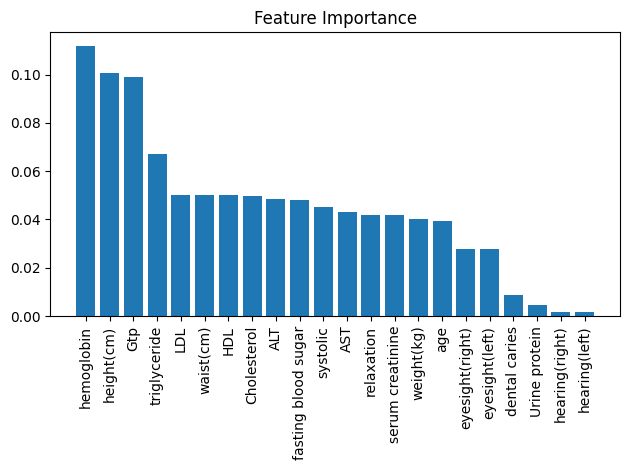 Feature Importance
0.10
0.08
0.06
0.04
0.02
0.00
hemoglobin
height(cm)
Gtp
triglyceride
LDL
waist(cm)
HDL
Cholesterol
ALT
fasting blood sugar
systolic
AST
relaxation
serum creatinine
weight(kg)
age
eyesight(right)
eyesight(left)
dental caries
Urine protein
hearing(right)
hearing(left)